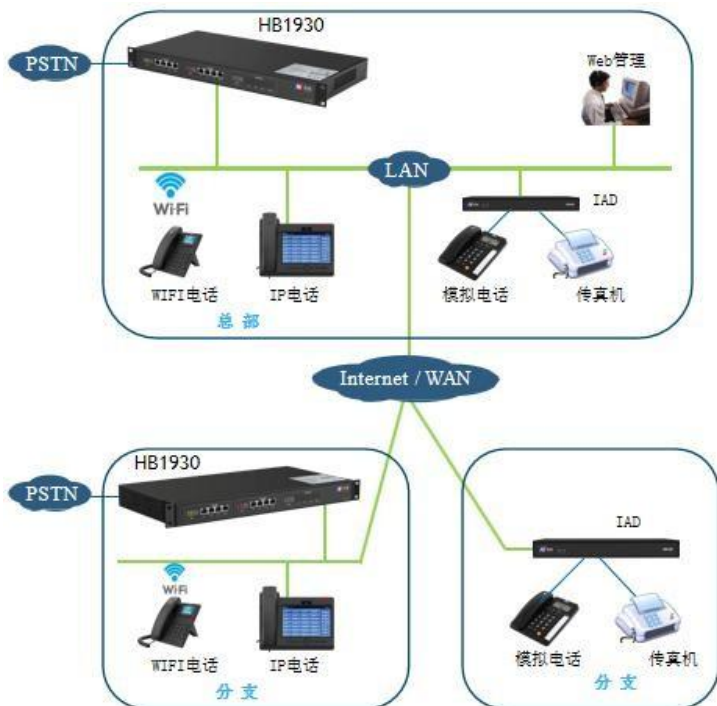 HB1930
PSTN
Web管理
LAN
WiFi
IAD
WIFI电话
IP电话
模拟电话
传真机
总部
Internet / WAN
HB1930
PSTN
IAD
WiFi
WIFI电话
IP电话
模拟电话
传真机
分支
分支